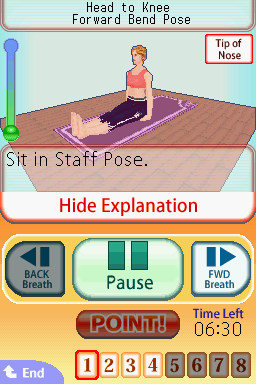 Head to Knee
Forward Bend Pose
Tip of
Nose
Sit in Staff Pose.
Hide Explanation
BACK
Breath
Pause
FWD
Breath
POINT!
Time Left
06:30
End
1 2 3 4 5 6 7 8